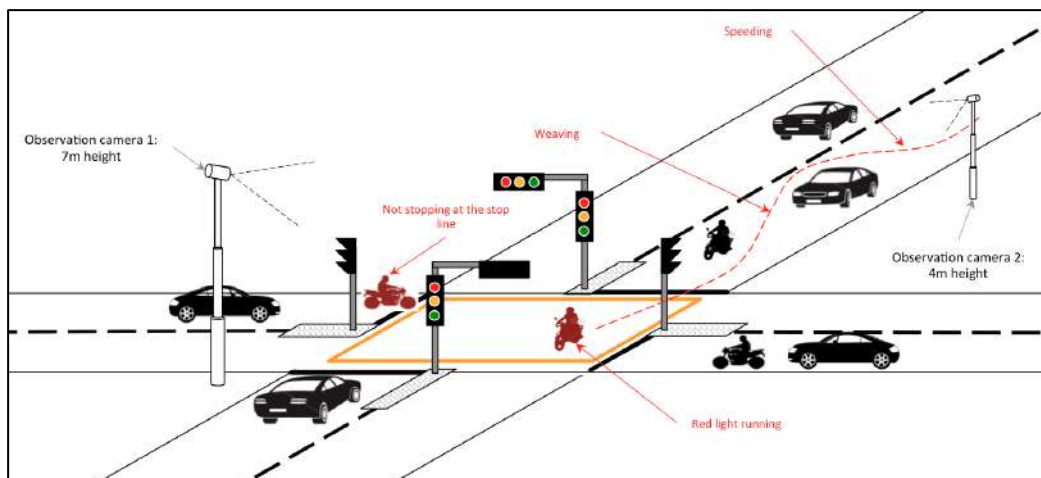 Speeding
Weaving
Observation camera 1:
7m height
Not stopping at the stop
line
Observation camera 2:
4m height
Red light running